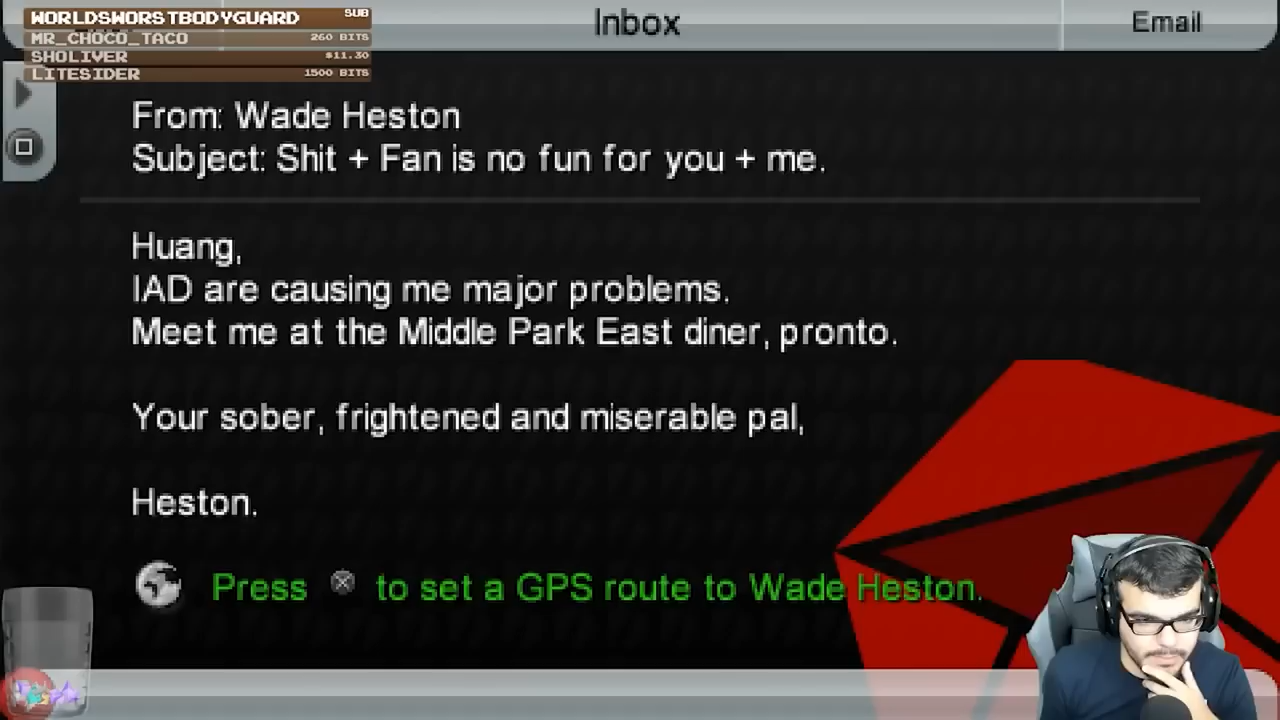 WORLDSWORSTBODYGUARD SUB
MR_CHOCO_TACO 260 BITS
SHOLIVER $11.30
LITESIDER 1500 BITS
Inbox
Email
From: Wade Heston
Subject: Shit + Fan is no fun for you + me.
Huang,
IAD are causing me major problems.
Meet me at the Middle Park East diner, pronto.
Your sober, frightened and miserable pal,
Heston.
Press to set a GPS route to Wade Heston.